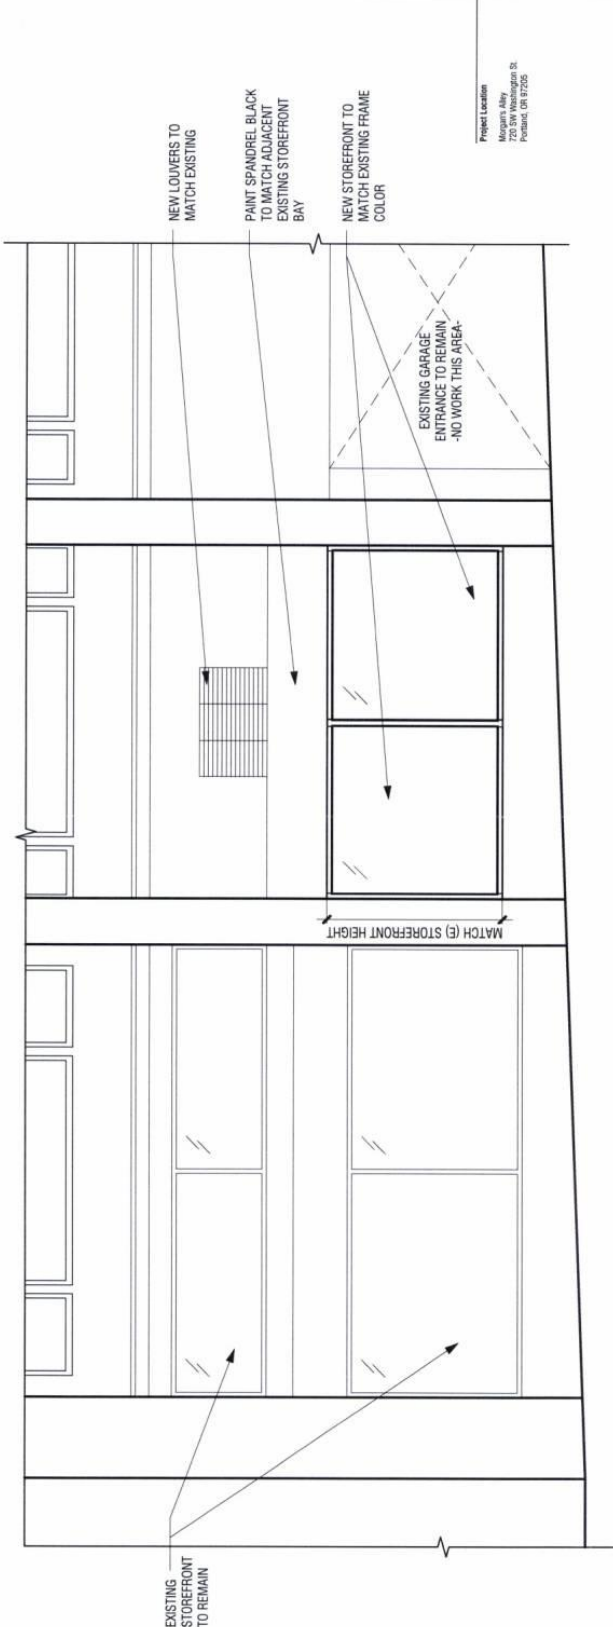 NEW LOUVERS TO
MATCH EXISTING
PAINT SPANDREL BLACK
TO MATCH ADJACENT
EXISTING STOREFRONT
BAY
NEW STOREFRONT TO
MATCH EXISTING FRAME
COLOR
Project Location
Morgan's Alley
720 SW Washington St.
Portland, OR 97205
EXISTING GARAGE
ENTRANCE TO REMAIN
-NO WORK THIS AREA-
MATCH (E) STOREFRONT HEIGHT
EXISTING
STOREFRONT
TO REMAIN